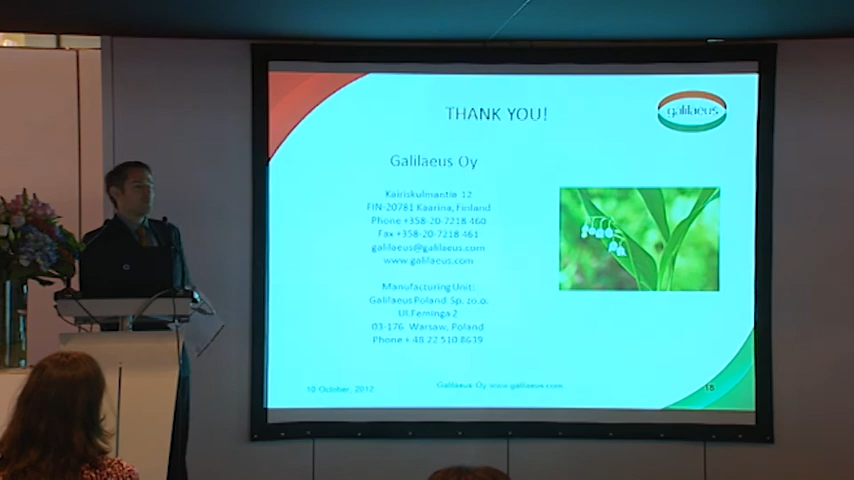 THANK YOU!
galilaeus
Galilaeus Oy
Kairiskulmantie 12
FIN-20781 Kaarina, Finland
Phone +358-20-7218 460
Fax +358-20-7218 461
galilaeus@galilaeus.com
www.galilaeus.com
Manufacturing Unit:
Galilaeus Poland Sp. zo.o.
Ul.Fleminga 2
03-176 Warsaw, Poland
Phone + 48 22 510 8639
10 October, 2012
Galilaeus Oy www.galilaeus.com
18